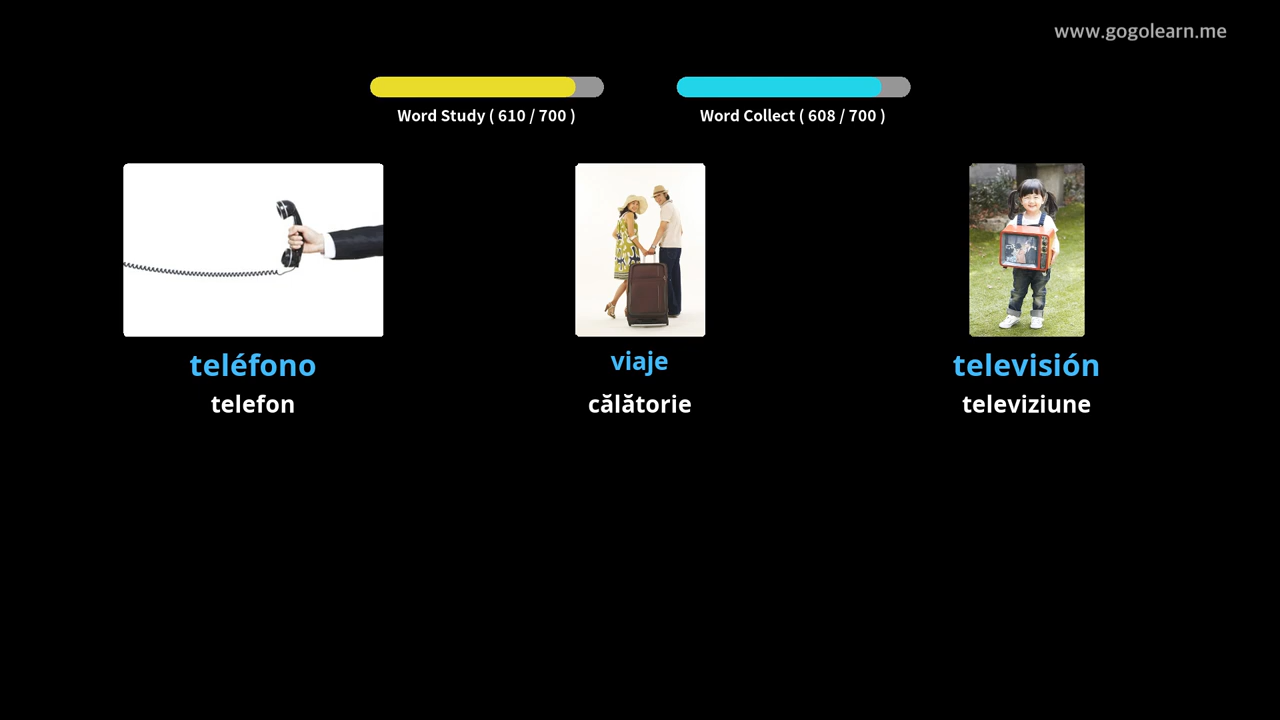 www.gogolearn.me
Word Study ( 610 / 700 )
Word Collect ( 608 / 700 )
teléfono
viaje
televisión
telefon
călătorie
televiziune